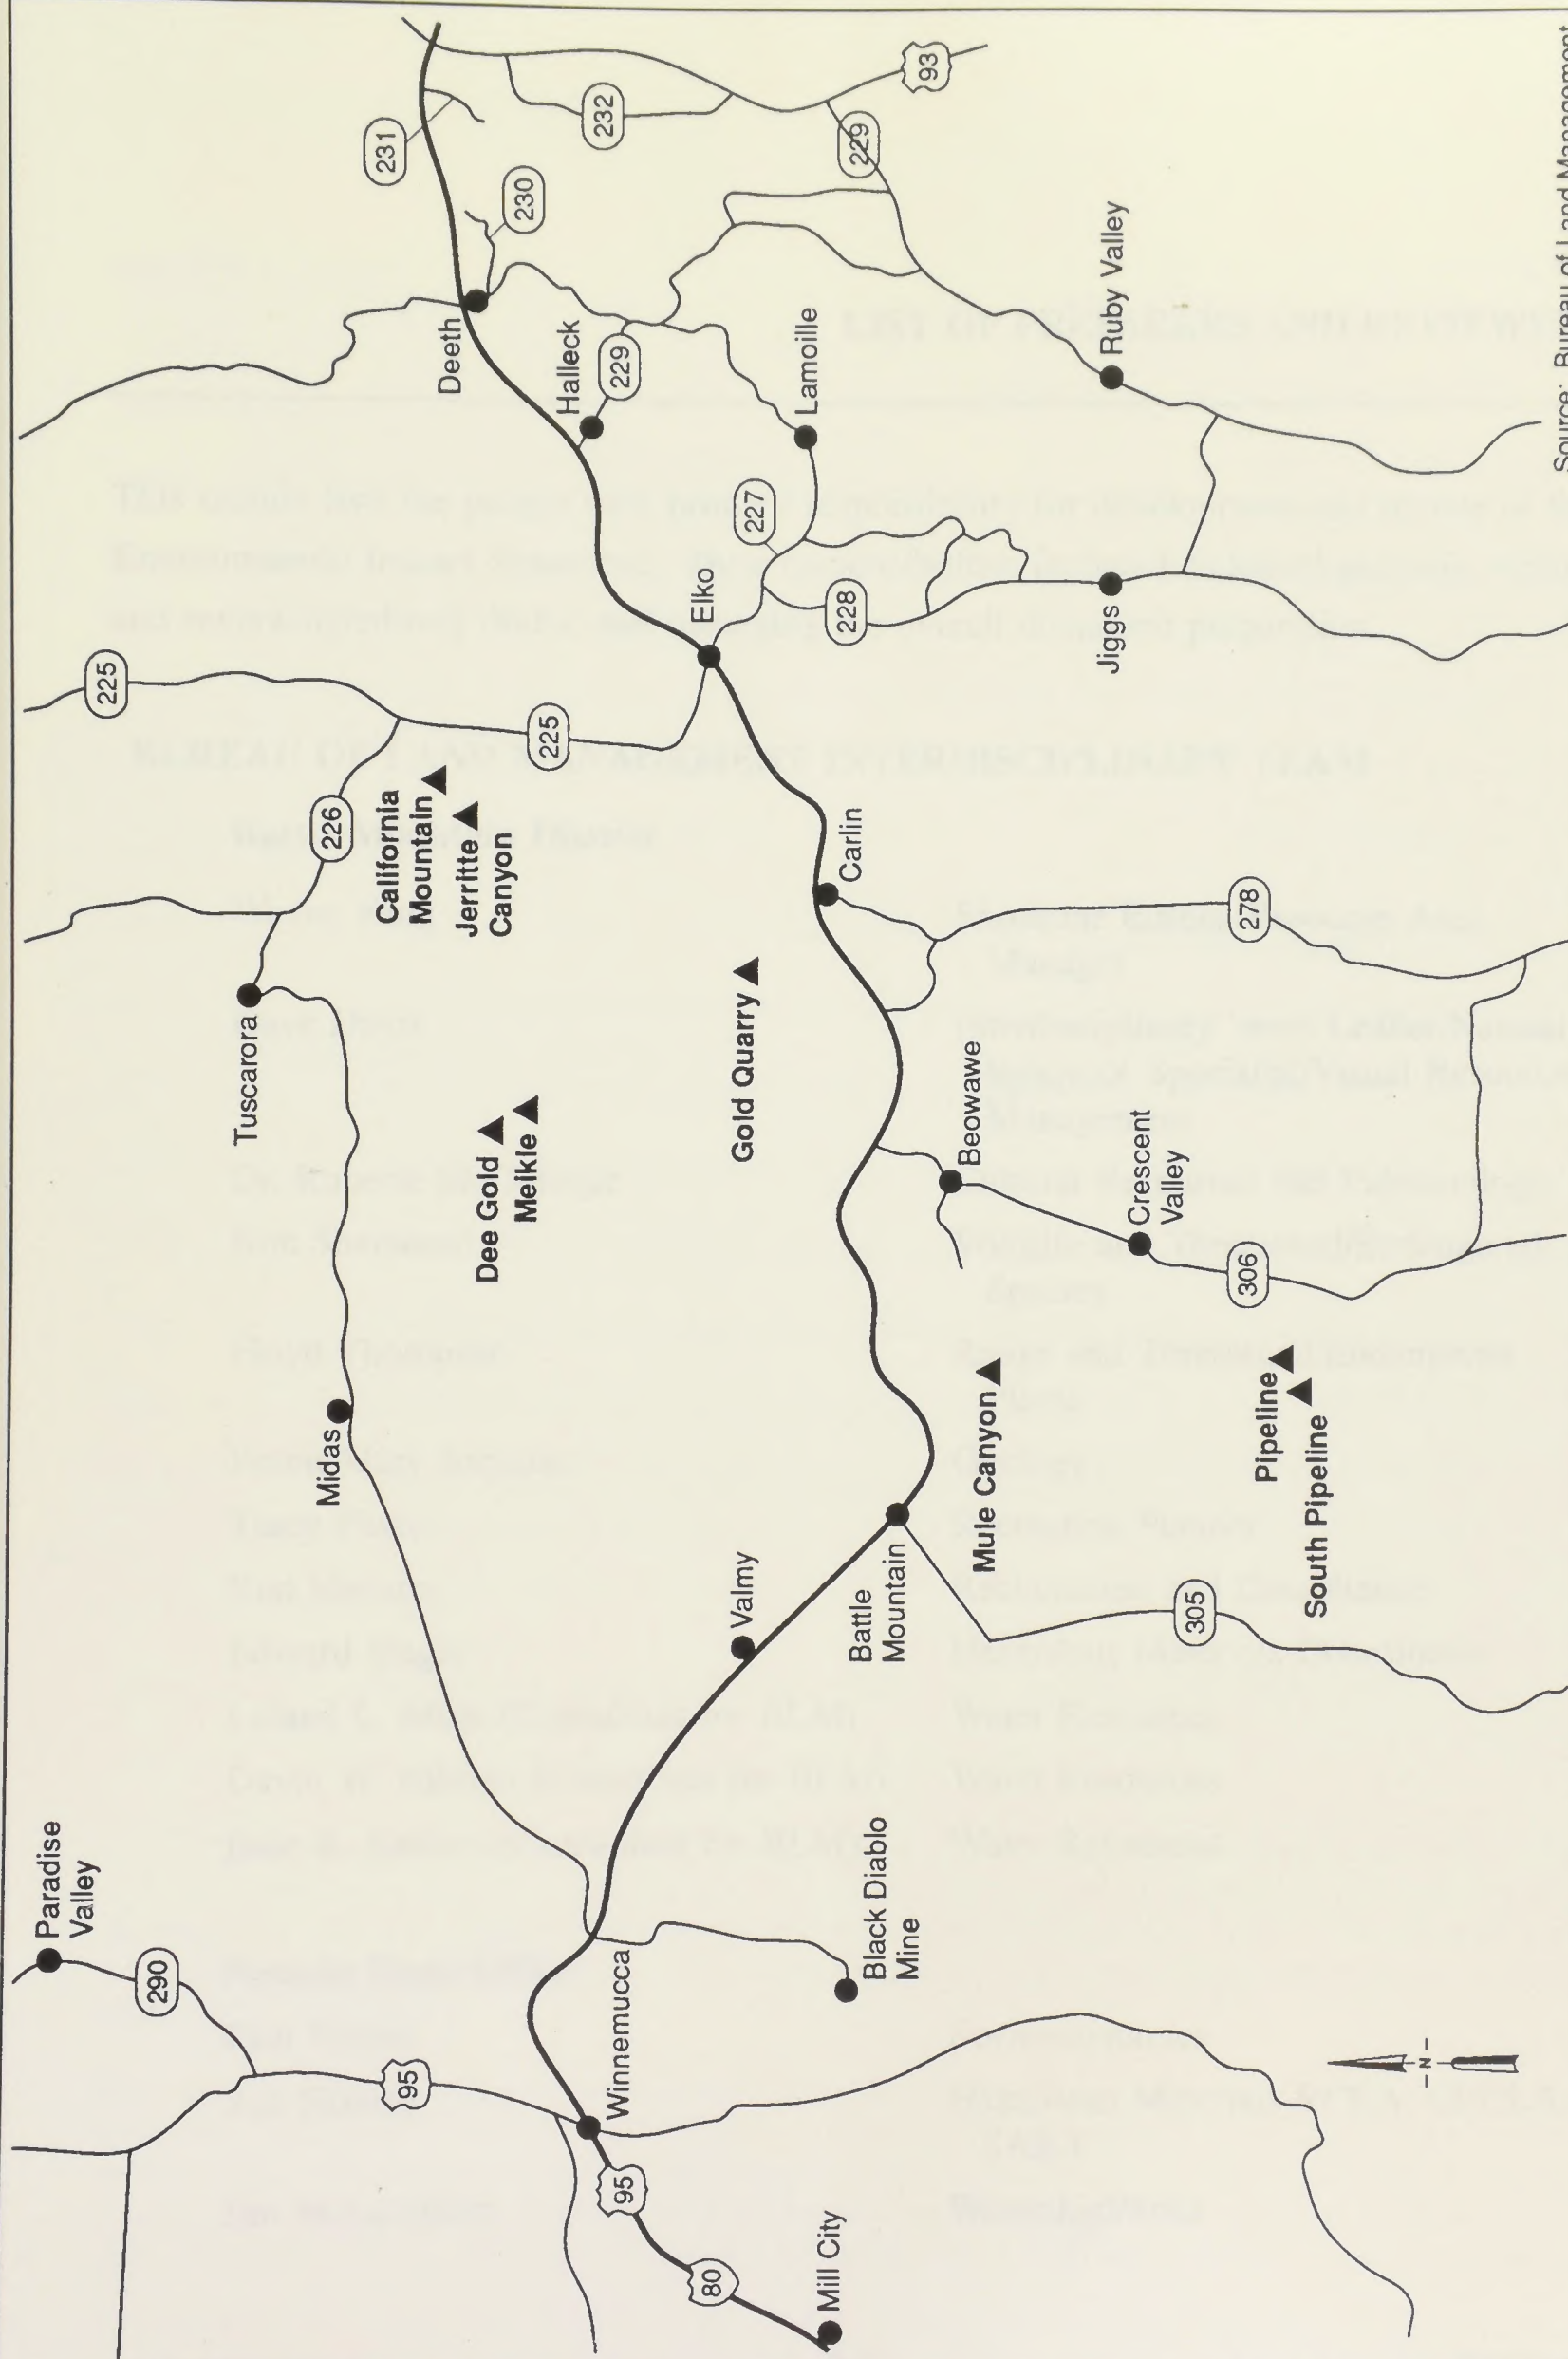 Paradise
Valley
290
95
Winnemucca
95
80
Mill City
Black Diablo
Mine
Midas
Valmy
Battle
Mountain
305
Mule Canyon
Pipeline
South Pipeline
Tuscarora
Dee Gold
Meikle
Gold Quarry
Beowawe
Crescent
Valley
306
225
226
California
Mountain
Jerritte
Canyon
225
Carlin
278
Elko
227
228
Jiggs
Deeth
Halleck
229
Lamoille
Ruby Valley
231
230
232
229
93
- N -
Source: Bureau of Land Management